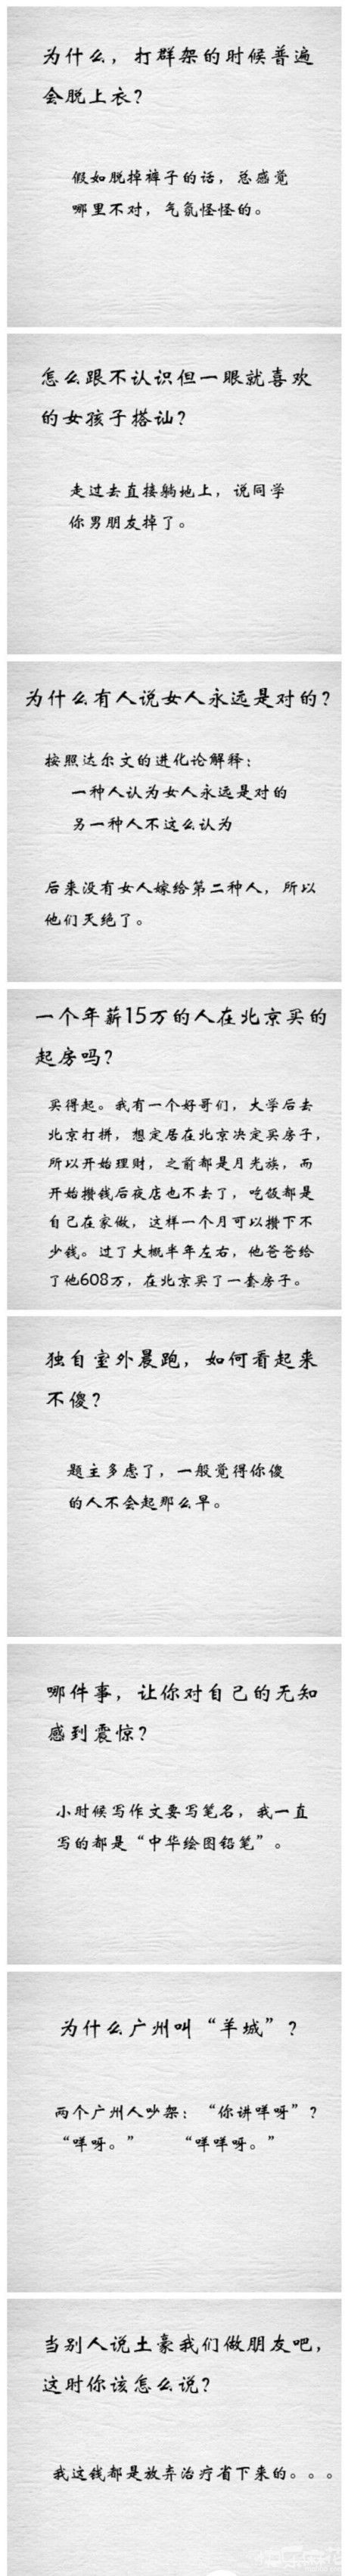 为什么，打群架的时候普遍
会脱上衣？
假如脱掉裤子的话，总感觉
哪里不对，气氛怪怪的。
怎么跟不认识但一眼就喜欢
的女孩子搭讪？
走过去直接躺地上，说同学
你男朋友掉了。
为什么有人说女人永远是对的？
按照达尔文的进化论解释：
一种人认为女人永远是对的
另一种人不这么认为
后来没有女人嫁给第二种人，所以
他们灭绝了。
一个年薪15万的人在北京买的
起房吗？
买得起。我有一个好哥们，大学后去
北京打拼，想定居在北京决定买房子，
所以开始理财，之前都是月光族，而
开始攒钱后夜店也不去了，吃饭都是
自己在家做，这样一个月可以攒下不
少钱。过了大概半年左右，他爸爸给
了他608万，在北京买了一套房子。
独自室外晨跑，如何看起来
不傻？
题主多虑了，一般觉得你傻
的人不会起那么早。
哪件事，让你对自己的无知
感到震惊？
小时候写作文要写笔名，我一直
写的都是“中华绘图铅笔”。
为什么广州叫“羊城”？
两个广州人吵架：“你讲咩呀”？
“咩呀。” “咩咩呀。”
当别人说土豪我们做朋友吧，
这时你该怎么说？
我这钱都是放弃治疗省下来的。。。